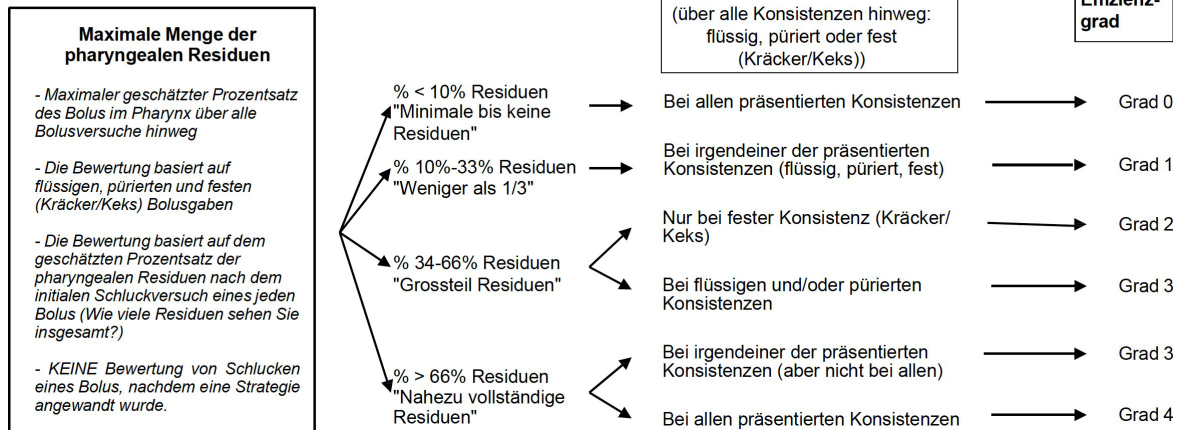 Maximale Menge der
pharyngealen Residuen
- Maximaler geschätzter Prozentsatz
des Bolus im Pharynx über alle
Bolusversuche hinweg
- Die Bewertung basiert auf
flüssigen, pürierten und festen
(Kräcker/Keks) Bolusgaben
- Die Bewertung basiert auf dem
geschätzten Prozentsatz der
pharyngealen Residuen nach dem
initialen Schluckversuch eines jeden
Bolus (Wie viele Residuen sehen Sie
insgesamt?)
- KEINE Bewertung von Schlucken
eines Bolus, nachdem eine Strategie
angewandt wurde.
(über alle Konsistenzen hinweg:
flüssig, püriert oder fest
(Kräcker/Keks))
Effizienz-
grad
% < 10% Residuen
"Minimale bis keine
Residuen"
Bei allen präsentierten Konsistenzen
Grad 0
% 10%-33% Residuen
"Weniger als 1/3"
Bei irgendeiner der präsentierten
Konsistenzen (flüssig, püriert, fest)
Grad 1
% 34-66% Residuen
"Grossteil Residuen"
Nur bei fester Konsistenz (Kräcker/
Keks)
Grad 2
Bei flüssigen und/oder pürierten
Konsistenzen
Grad 3
% > 66% Residuen
"Nahezu vollständige
Residuen"
Bei irgendeiner der präsentierten
Konsistenzen (aber nicht bei allen)
Grad 3
Bei allen präsentierten Konsistenzen
Grad 4